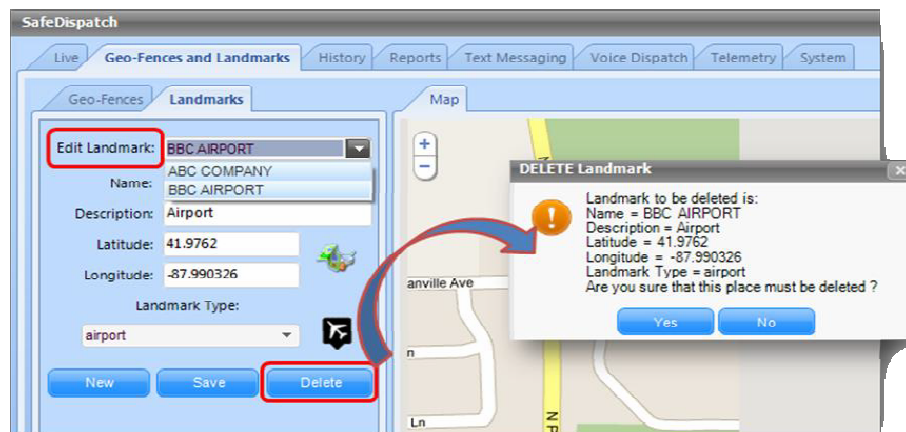 SafeDispatch
Live Geo-Fences and Landmarks History Reports Text Messaging Voice Dispatch Telemetry System
Geo-Fences Landmarks Map
Edit Landmark: BBC AIRPORT
ABC COMPANY
Name: BBC AIRPORT
Description: Airport
Latitude: 41.9762
Longitude: -87.990326
Landmark Type:
airport
New Save Delete
+
-
N
anville Ave
n
Ln
N P
DELETE Landmark
x
!
Landmark to be deleted is:
Name = BBC AIRPORT
Description = Airport
Latitude = 41.9762
Longitude = -87.990326
Landmark Type = airport
Are you sure that this place must be deleted ?
Yes No